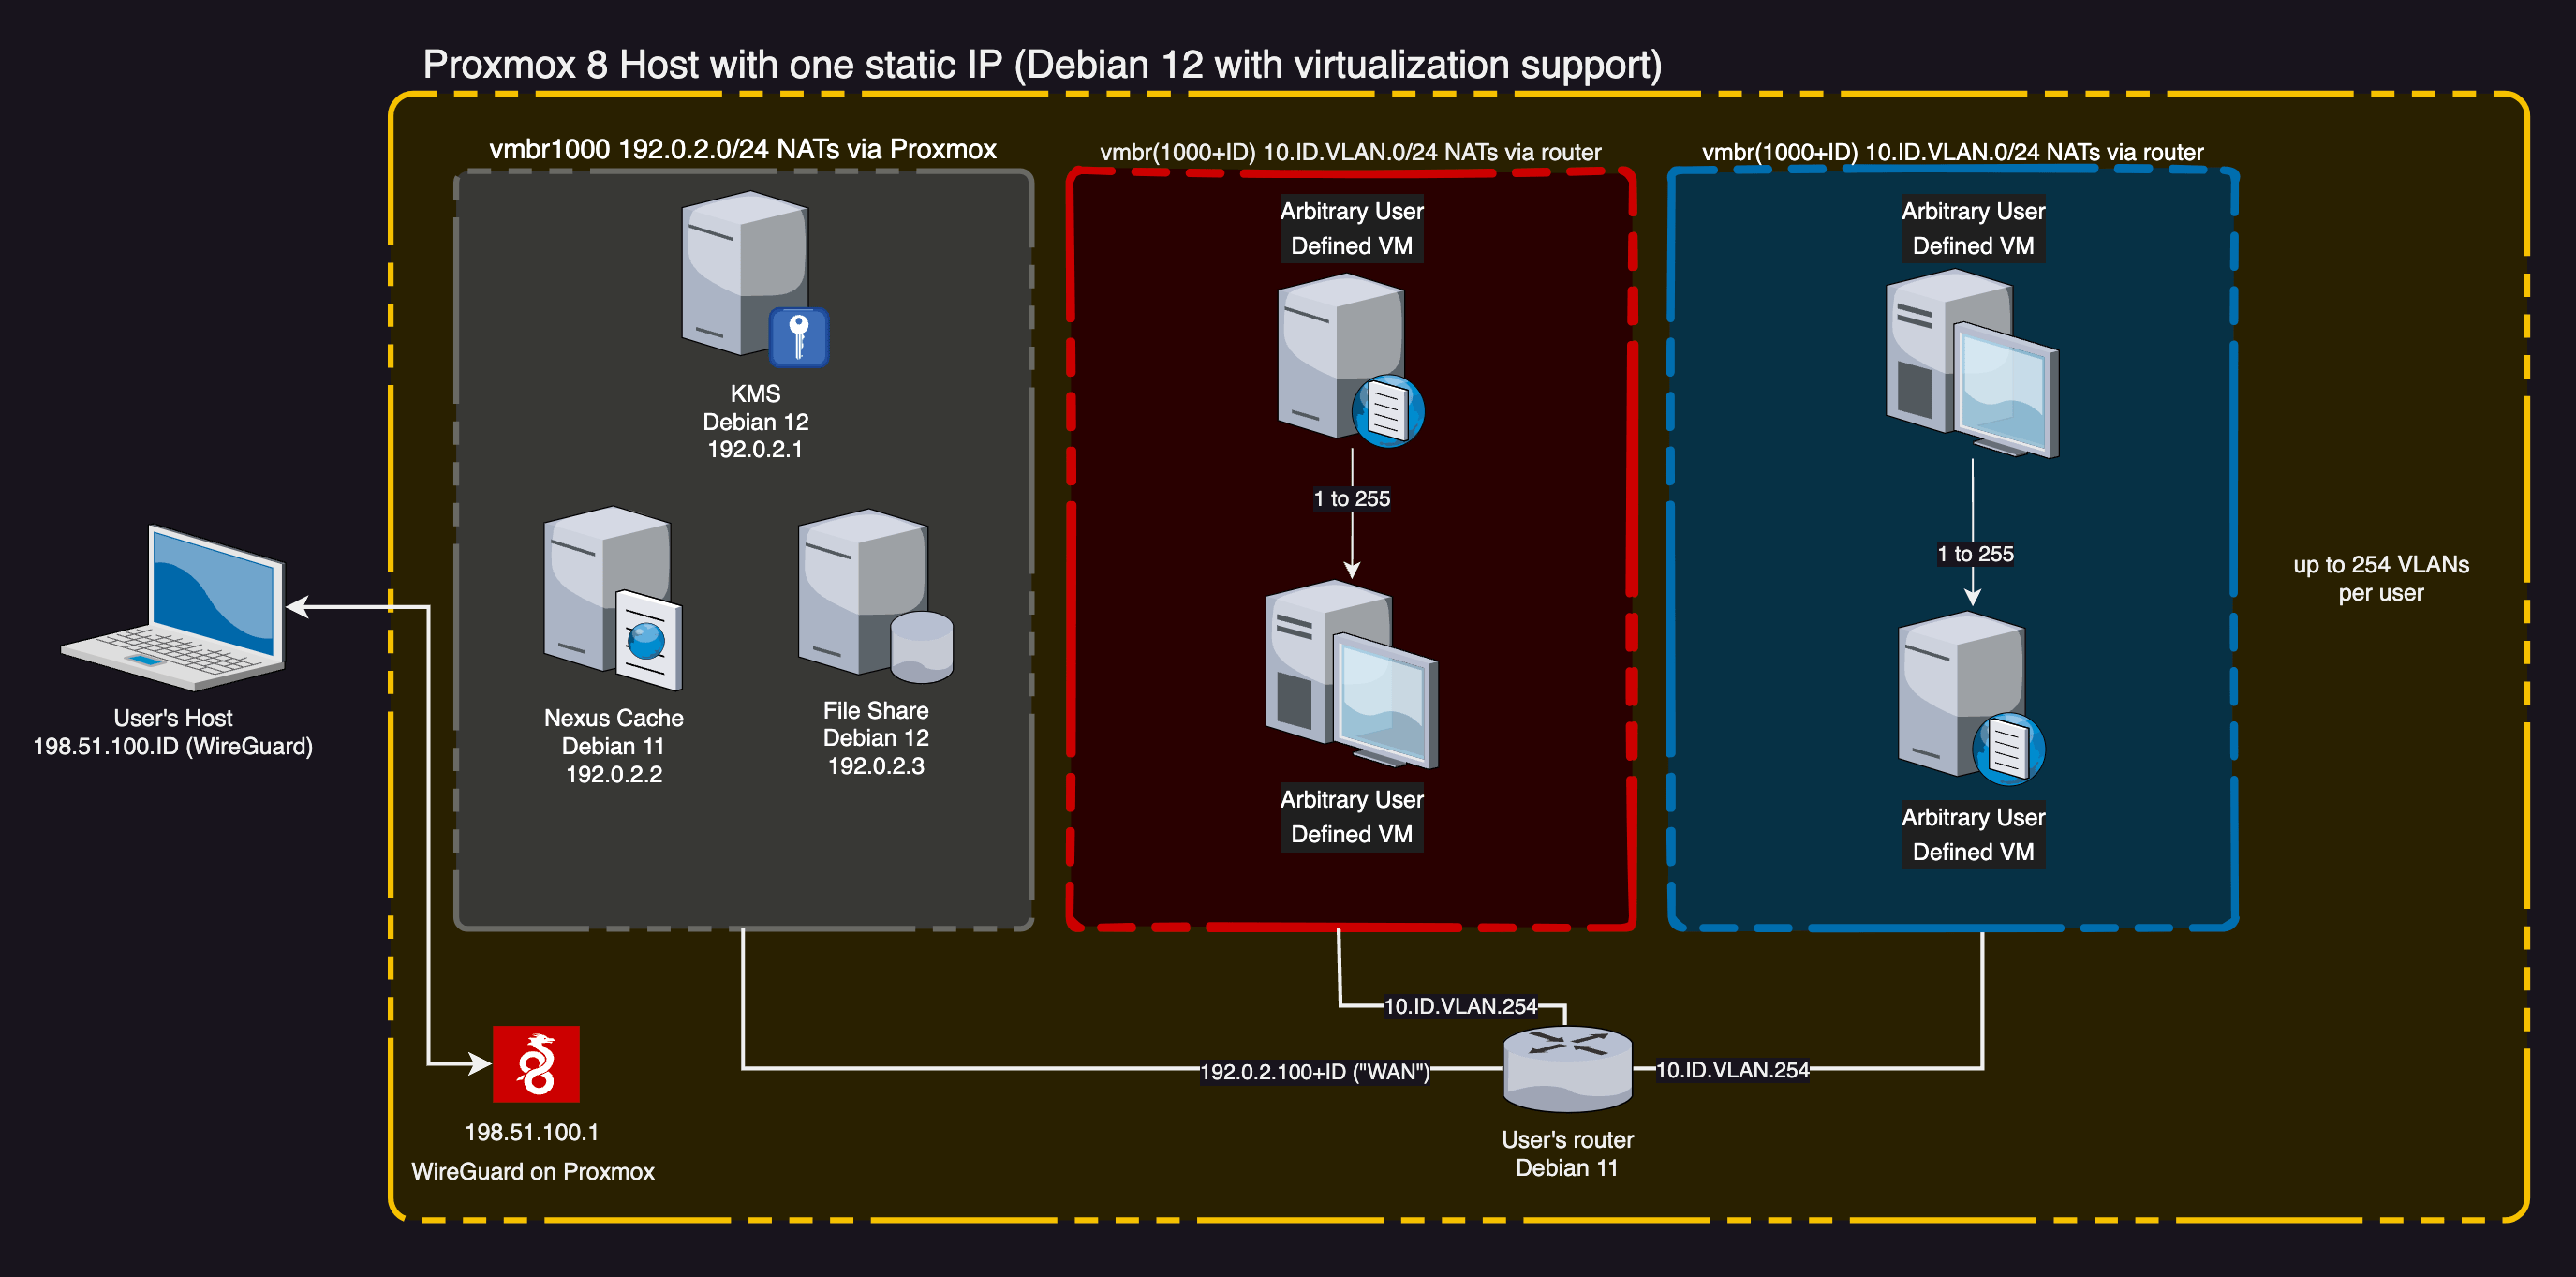 Proxmox 8 Host with one static IP (Debian 12 with virtualization support)
vmbr1000 192.0.2.0/24 NATs via Proxmox
KMS
Debian 12
192.0.2.1
Nexus Cache
Debian 11
192.0.2.2
File Share
Debian 12
192.0.2.3
vmbr(1000+ID) 10.ID.VLAN.0/24 NATs via router
Arbitrary User
Defined VM
1 to 255
Arbitrary User
Defined VM
vmbr(1000+ID) 10.ID.VLAN.0/24 NATs via router
Arbitrary User
Defined VM
1 to 255
Arbitrary User
Defined VM
up to 254 VLANs
per user
User's Host
198.51.100.ID (WireGuard)
198.51.100.1
WireGuard on Proxmox
10.ID.VLAN.254
192.0.2.100+ID ("WAN")
10.ID.VLAN.254
User's router
Debian 11